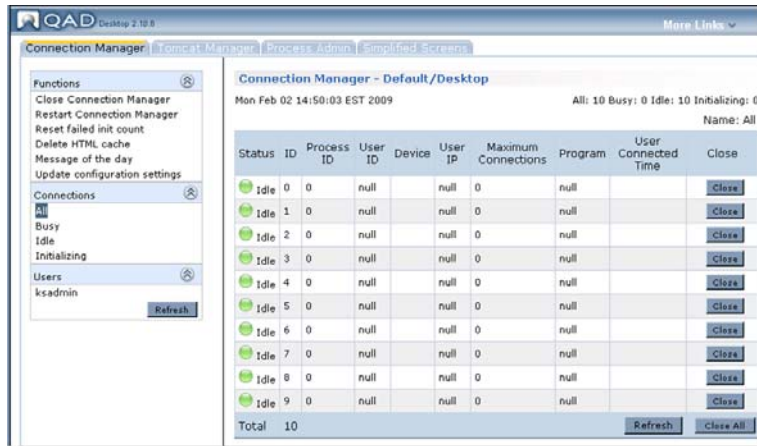 QAD Desktop 2.10.8
More Links
Connection Manager Tomcat Manager Process Admin Simplified Screens
Functions
Close Connection Manager
Restart Connection Manager
Reset failed init count
Delete HTML cache
Message of the day
Update configuration settings
Connections
All
Busy
Idle
Initializing
Users
ksadmin
Refresh
Connection Manager - Default/Desktop
Mon Feb 02 14:50:03 EST 2009 All: 10 Busy: 0 Idle: 10 Initializing: 0
Name: All
Status ID Process ID User ID Device User IP Maximum Connections Program User Connected Time Close
Idle 0 0 null null 0 null Close
Idle 1 0 null null 0 null Close
Idle 2 0 null null 0 null Close
Idle 3 0 null null 0 null Close
Idle 4 0 null null 0 null Close
Idle 5 0 null null 0 null Close
Idle 6 0 null null 0 null Close
Idle 7 0 null null 0 null Close
Idle 8 0 null null 0 null Close
Idle 9 0 null null 0 null Close
Total 10 Refresh Close All